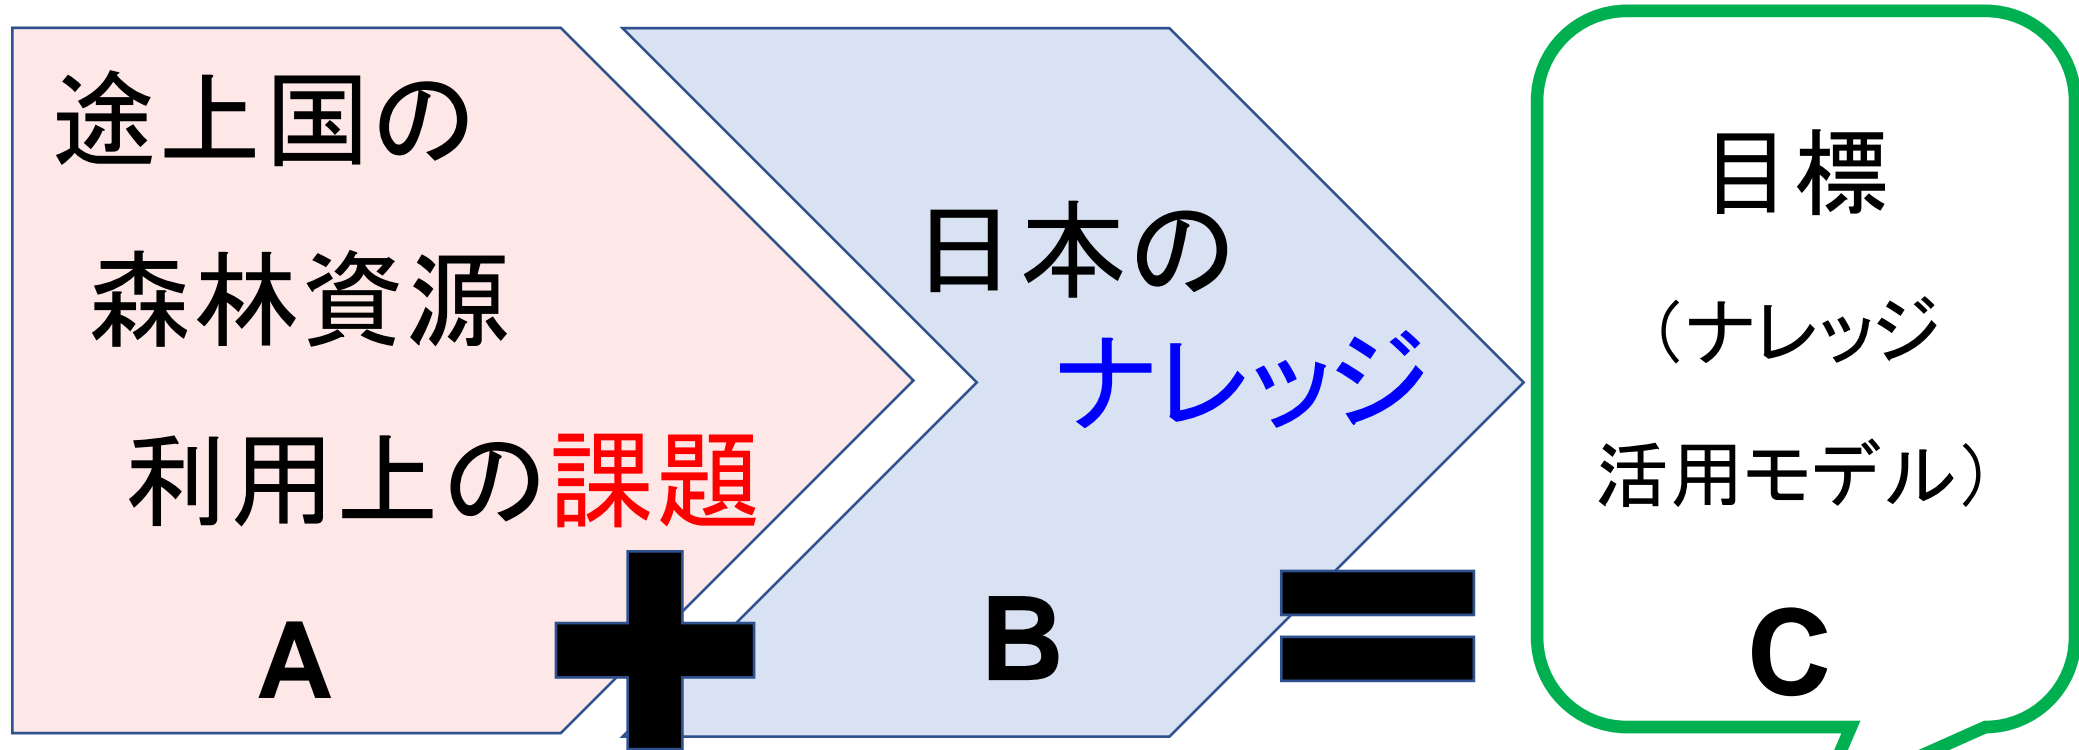 途上国の
森林資源
利用上の課題
A
日本の
ナレッジ
B
目標
（ナレッジ
活用モデル）
C